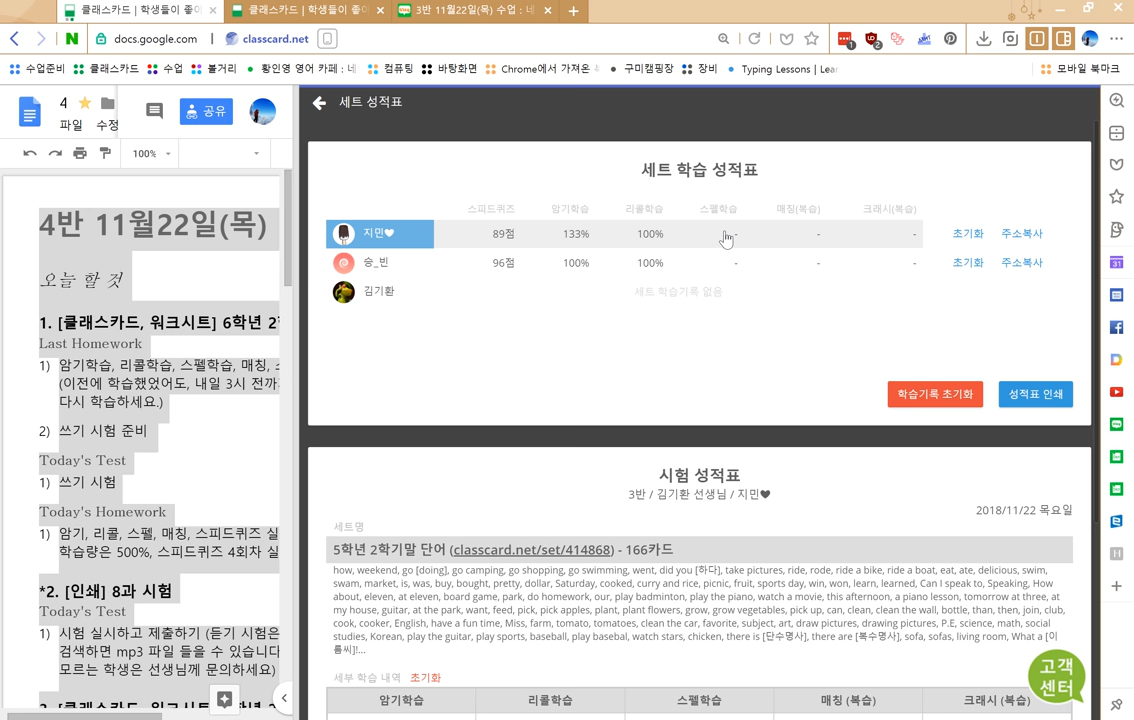 클래스카드 | 학생들이 좋아
클래스카드 | 학생들이 좋아
3반 11월22일(목) 수업 : 네
docs.google.com | classcard.net
수업준비
클래스카드
수업
볼거리
황인영 영어 카페 : 네
컴퓨팅
바탕화면
Chrome에서 가져온
구미캠핑장
장비
Typing Lessons | Lear
모바일 북마크
4
파일 수정
공유
100%
4반 11월22일(목)
오늘 할 것
1. [클래스카드, 워크시트] 6학년 2
Last Homework
1) 암기학습, 리콜학습, 스펠학습, 매칭,
(이전에 학습했었어도, 내일 3시 전까
다시 학습하세요.)
2) 쓰기 시험 준비
Today's Test
1) 쓰기 시험
Today's Homework
1) 암기, 리콜, 스펠, 매칭, 스피드퀴즈 실
학습량은 500%, 스피드퀴즈 4회차 실
*2. [인쇄] 8과 시험
Today's Test
1) 시험 실시하고 제출하기 (듣기 시험은
검색하면 mp3 파일 들을 수 있습니다
모르는 학생은 선생님께 문의하세요)
세트 성적표
세트 학습 성적표
스피드퀴즈 암기학습 리콜학습 스펠학습 매칭(복습) 크래시(복습)
지민♥ 89점 133% 100% - - - 초기화 주소복사
승_빈 96점 100% 100% - - - 초기화 주소복사
김기환 세트 학습기록 없음
학습기록 초기화 성적표 인쇄
시험 성적표
3반 / 김기환 선생님 / 지민♥
2018/11/22 목요일
세트명
5학년 2학기말 단어 (classcard.net/set/414868) - 166카드
how, weekend, go [doing], go camping, go shopping, go swimming, went, did you [하다], take pictures, ride, rode, ride a bike, ride a boat, eat, ate, delicious, swim,
swam, market, is, was, buy, bought, pretty, dollar, Saturday, cooked, curry and rice, picnic, fruit, sports day, win, won, learn, learned, Can I speak to, Speaking, How
about, eleven, at eleven, board game, park, do homework, our, play badminton, play the piano, watch a movie, this afternoon, a piano lesson, tomorrow at three, at
my house, guitar, at the park, want, feed, pick, pick apples, plant, plant flowers, grow, grow vegetables, pick up, can, clean, clean the wall, bottle, than, then, join, club,
cook, cooker, English, have a fun time, Miss, farm, tomato, tomatoes, clean the car, favorite, subject, art, draw pictures, drawing pictures, P.E, science, math, social
studies, Korean, play the guitar, play sports, baseball, play basebal, watch stars, chicken, there is [단수명사], there are [복수명사], sofa, sofas, living room, What a [이
름씨]!...
세부 학습 내역 초기화
암기학습 리콜학습 스펠학습 매칭 (복습) 크래시 (복습)
고객
센터